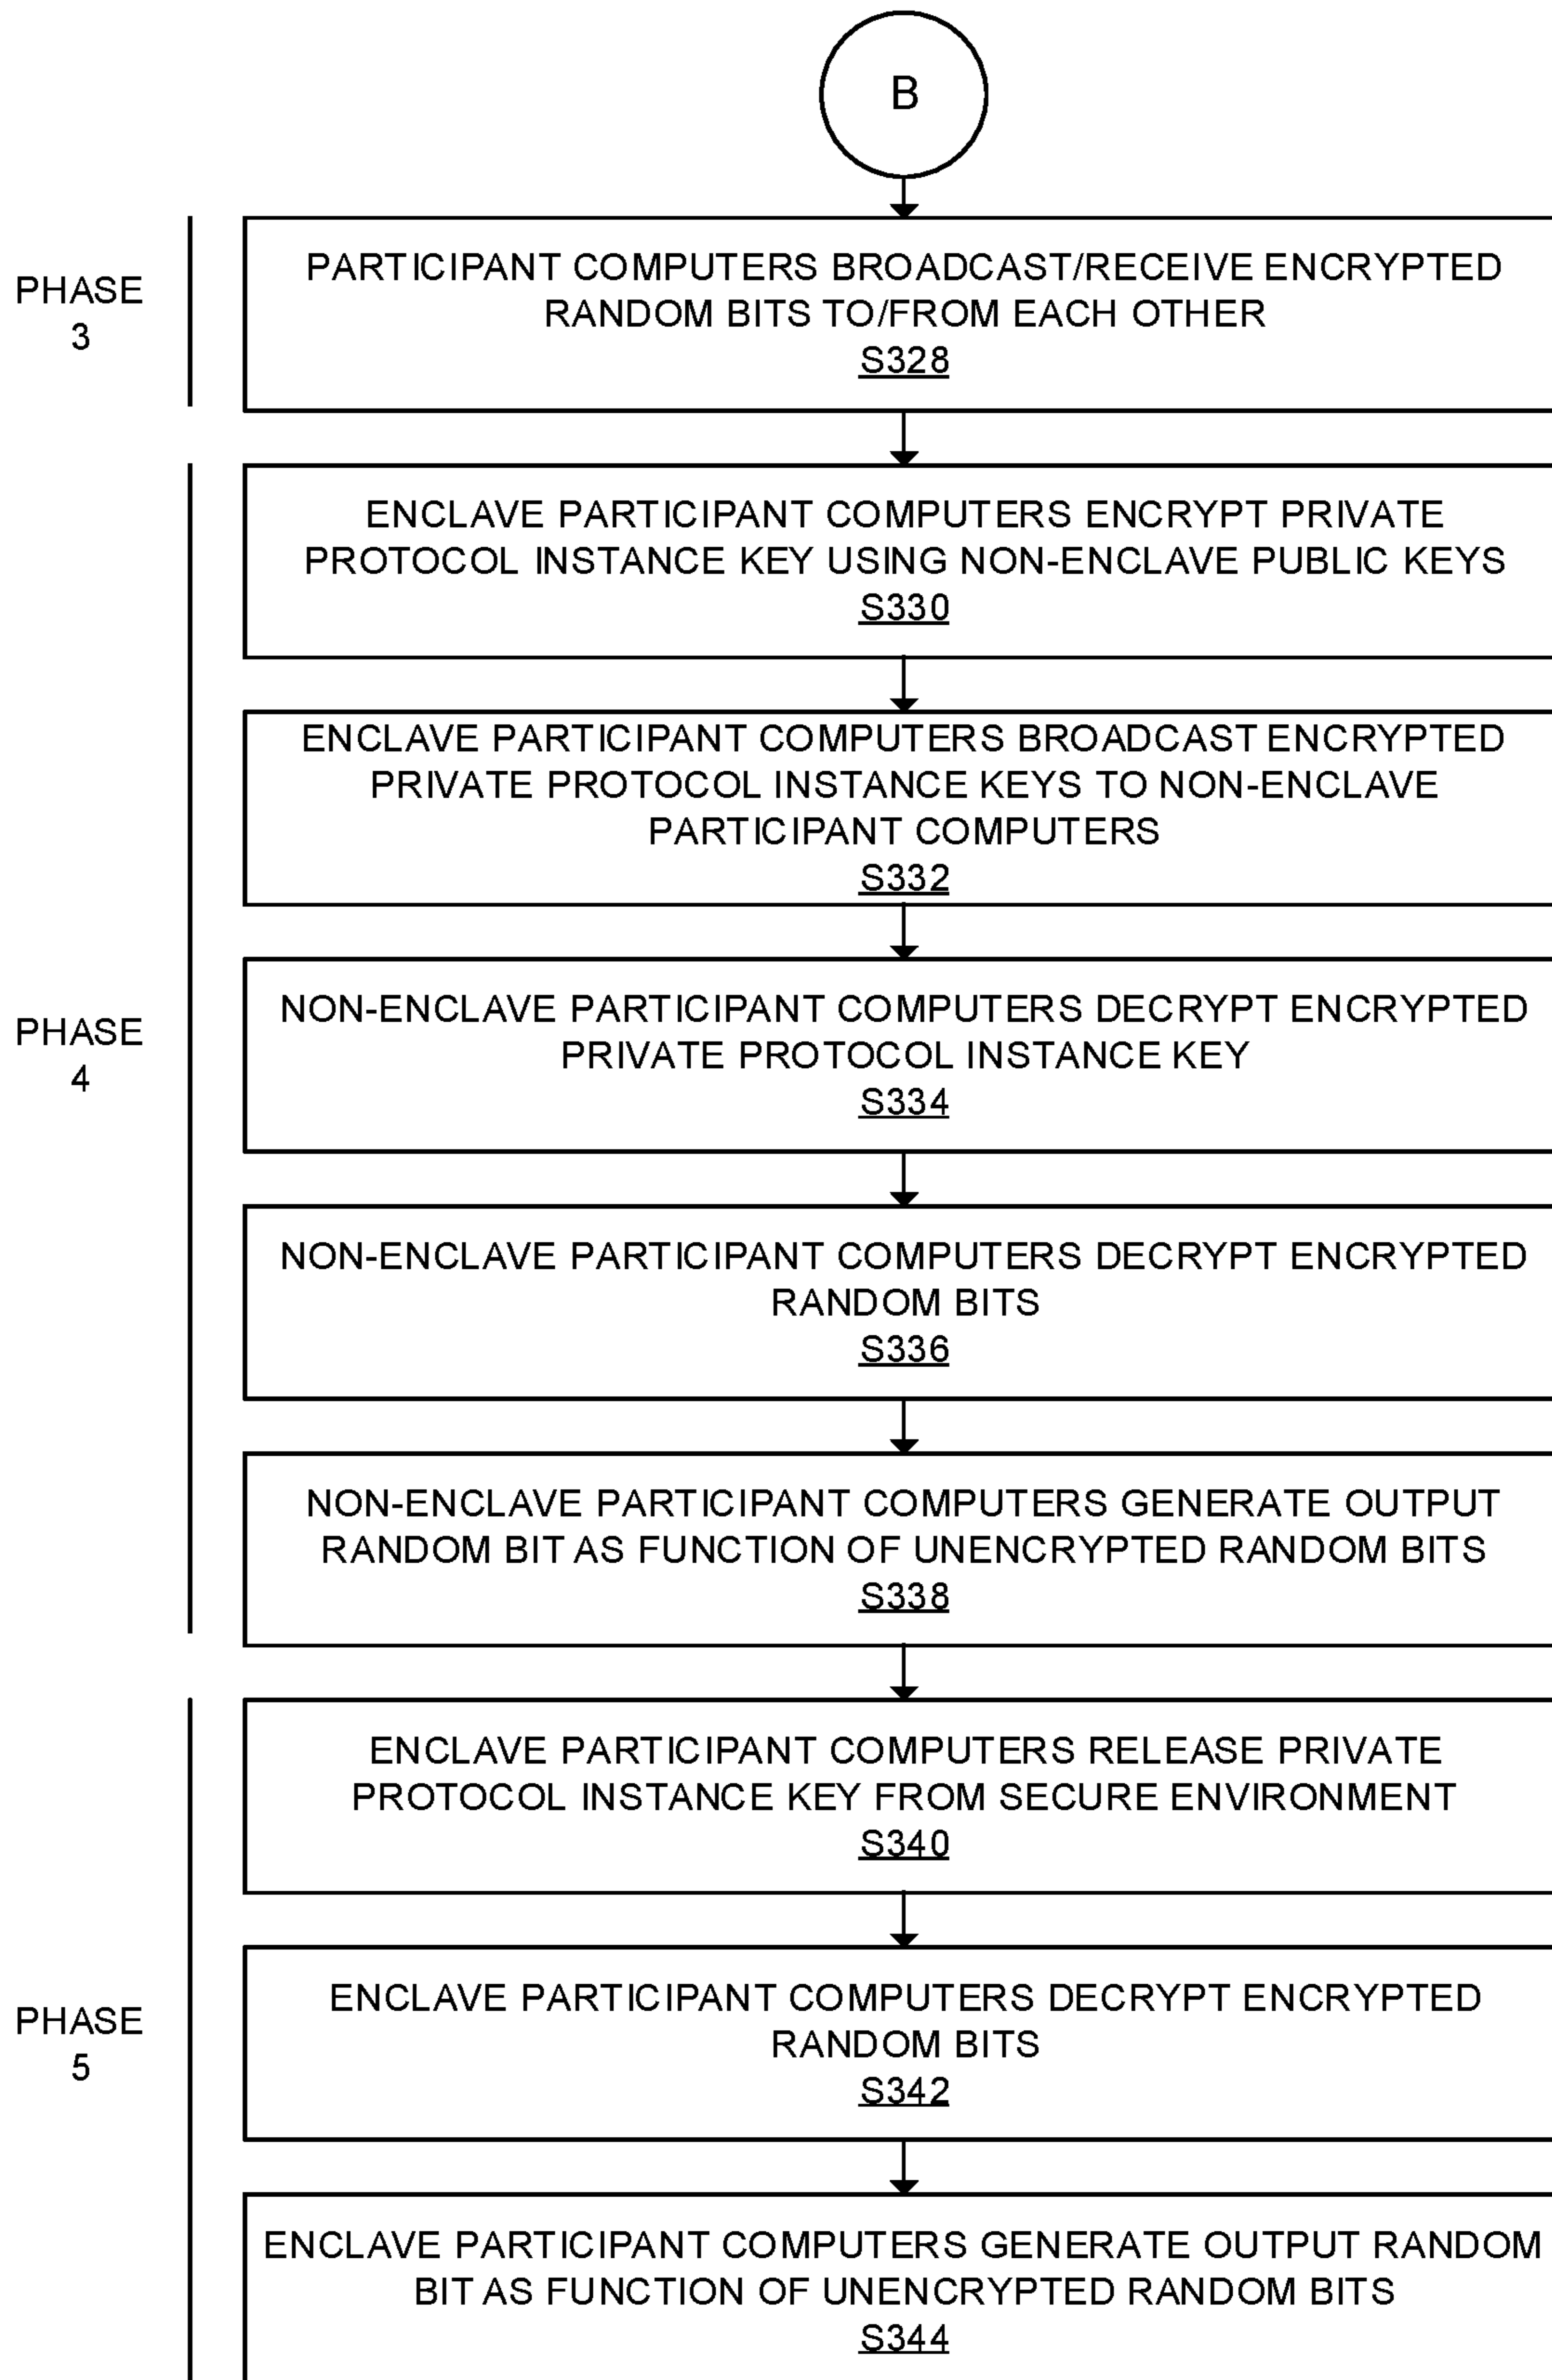 B
PHASE
3
PARTICIPANT COMPUTERS BROADCAST/RECEIVE ENCRYPTED
RANDOM BITS TO/FROM EACH OTHER
S328
ENCLAVE PARTICIPANT COMPUTERS ENCRYPT PRIVATE
PROTOCOL INSTANCE KEY USING NON-ENCLAVE PUBLIC KEYS
S330
ENCLAVE PARTICIPANT COMPUTERS BROADCAST ENCRYPTED
PRIVATE PROTOCOL INSTANCE KEYS TO NON-ENCLAVE
PARTICIPANT COMPUTERS
S332
PHASE
4
NON-ENCLAVE PARTICIPANT COMPUTERS DECRYPT ENCRYPTED
PRIVATE PROTOCOL INSTANCE KEY
S334
NON-ENCLAVE PARTICIPANT COMPUTERS DECRYPT ENCRYPTED
RANDOM BITS
S336
NON-ENCLAVE PARTICIPANT COMPUTERS GENERATE OUTPUT
RANDOM BIT AS FUNCTION OF UNENCRYPTED RANDOM BITS
S338
ENCLAVE PARTICIPANT COMPUTERS RELEASE PRIVATE
PROTOCOL INSTANCE KEY FROM SECURE ENVIRONMENT
S340
PHASE
5
ENCLAVE PARTICIPANT COMPUTERS DECRYPT ENCRYPTED
RANDOM BITS
S342
ENCLAVE PARTICIPANT COMPUTERS GENERATE OUTPUT RANDOM
BIT AS FUNCTION OF UNENCRYPTED RANDOM BITS
S344